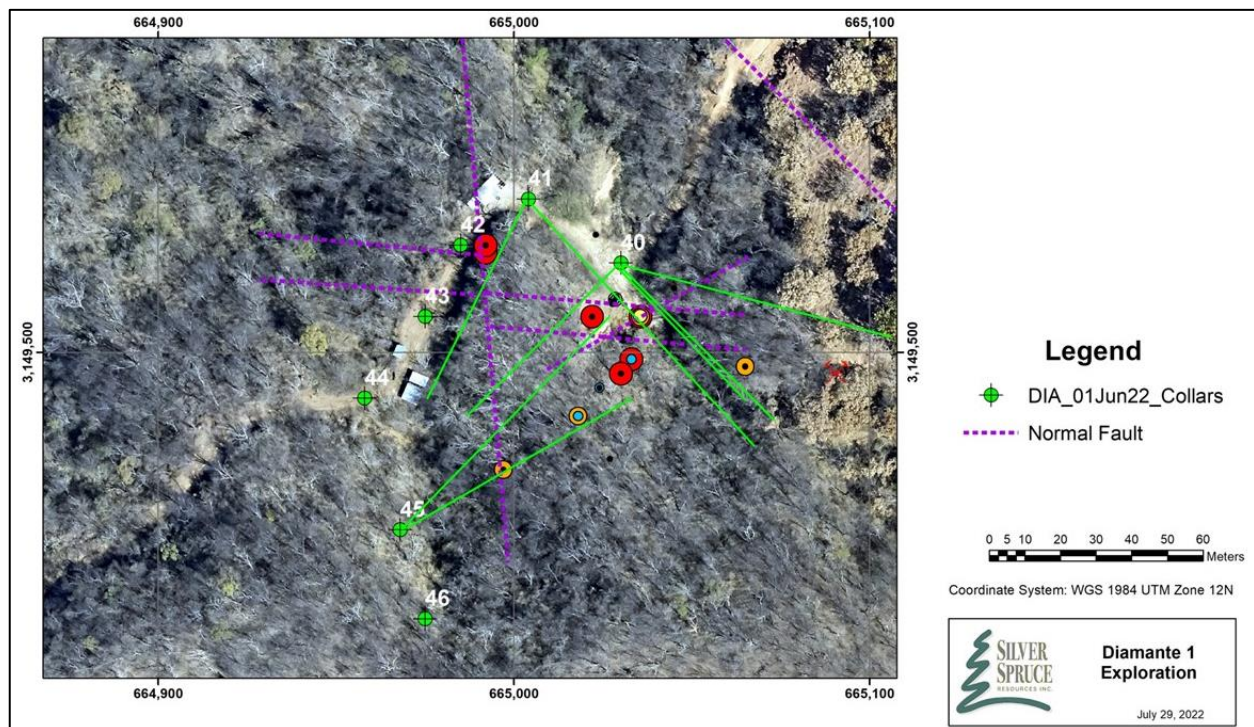 664,900
665,000
665,100
41
42
40
43
3,149,500
3,149,500
44
45
46
664,900
665,000
665,100
Legend
DIA_01Jun22_Collars
Normal Fault
0 5 10 20 30 40 50 60
Meters
Coordinate System: WGS 1984 UTM Zone 12N
SILVER
SPRUCE
RESOURCES INC.
Diamante 1
Exploration
July 29, 2022